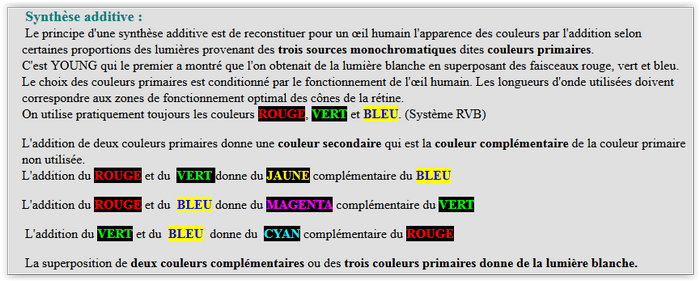 Synthèse additive :
Le principe d'une synthèse additive est de reconstituer pour un œil humain l'apparence des couleurs par l'addition selon
certaines proportions des lumières provenant des trois sources monochromatiques dites couleurs primaires.
C'est YOUNG qui le premier a montré que l'on obtenait de la lumière blanche en superposant des faisceaux rouge, vert et bleu.
Le choix des couleurs primaires est conditionné par le fonctionnement de l'œil humain. Les longueurs d'onde utilisées doivent
correspondre aux zones de fonctionnement optimal des cônes de la rétine.
On utilise pratiquement toujours les couleurs ROUGE, VERT et BLEU. (Système RVB)
L'addition de deux couleurs primaires donne une couleur secondaire qui est la couleur complémentaire de la couleur primaire
non utilisée.
L'addition du ROUGE et du VERT donne du JAUNE complémentaire du BLEU
L'addition du ROUGE et du BLEU donne du MAGENTA complémentaire du VERT
L'addition du VERT et du BLEU donne du CYAN complémentaire du ROUGE
La superposition de deux couleurs complémentaires ou des trois couleurs primaires donne de la lumière blanche.